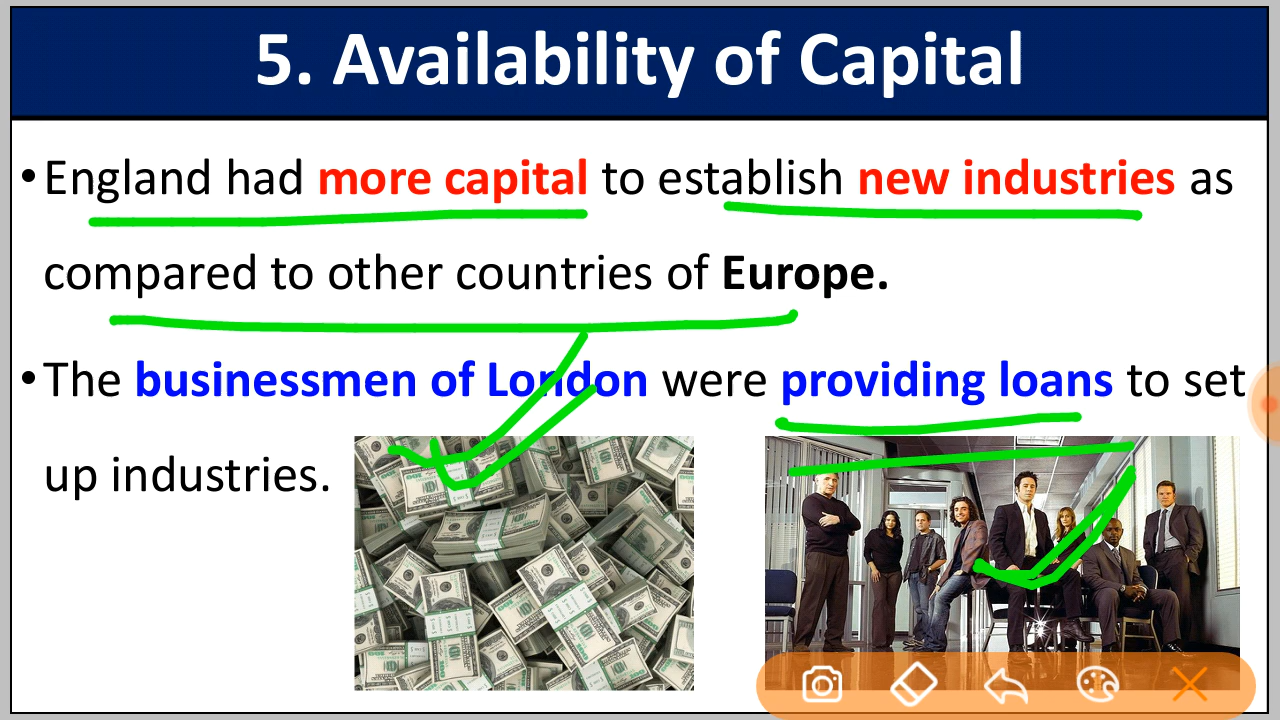 5. Availability of Capital
•England had more capital to establish new industries as
compared to other countries of Europe.
•The businessmen of London were providing loans to set
up industries.